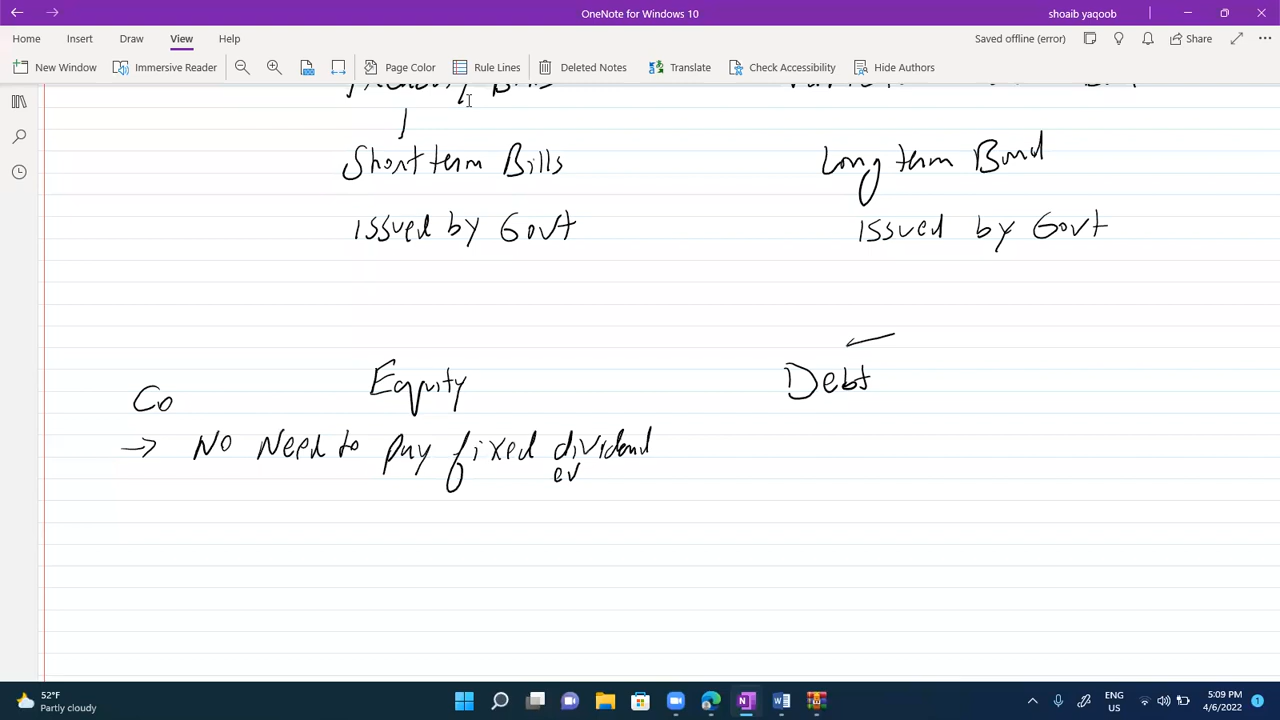 OneNote for Windows 10
shoaib yaqoob
Home Insert Draw View Help
Saved offline (error)
Share
New Window Immersive Reader Page Color Rule Lines Deleted Notes Translate Check Accessibility Hide Authors
Bills
Short term Bills
Long term Bond
issued by Govt
issued by Govt
Equity
Debt
Co
→ No Need to pay fixed dividend
ev
52°F
Partly cloudy
ENG
US
5:09 PM
4/6/2022